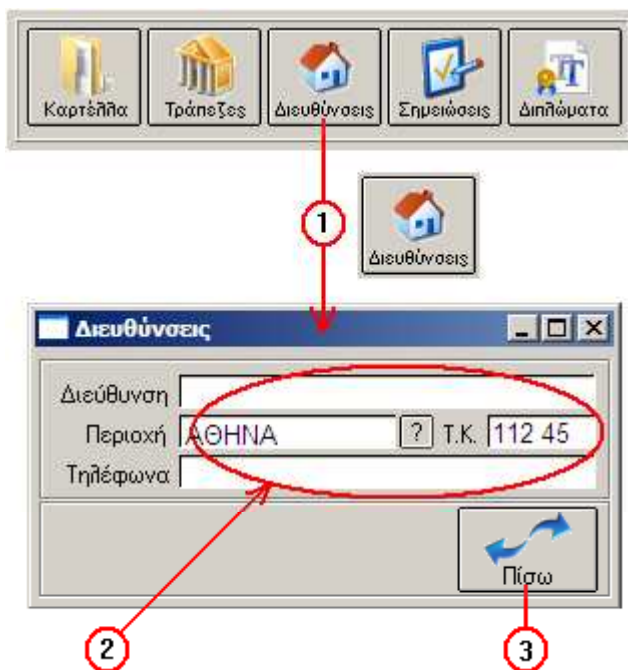 Καρτέλλα Τράπεζες Διευθύνσεις Σημειώσεις Διπλώματα
1
Διευθύνσεις
Διευθύνσεις
Διεύθυνση
Περιοχή ΑΘΗΝΑ ? Τ.Κ. 112 45
Τηλέφωνα
Πίσω
2 3